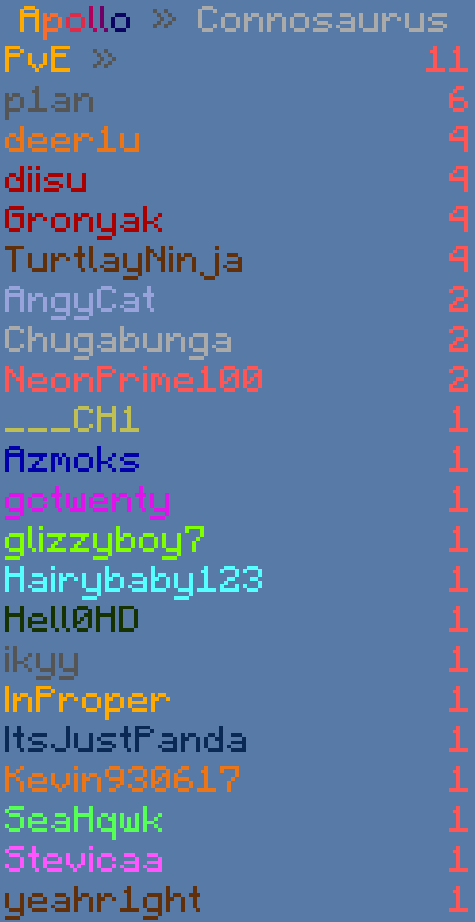 Apollo » Connosaurus
PvE » 11
p1an 6
deer1u 4
diisu 4
Gronyak 4
TurtlayNinja 4
AngyCat 2
Chugabunga 2
NeonPrime100 2
___CH1 1
Azmoks 1
gotwenty 1
glizzyboy7 1
Hairybaby123 1
Hell0HD 1
ikyy 1
InProper 1
ItsJustPanda 1
Kevin930617 1
SeaHqwk 1
Stevicaa 1
yeahr1ght 1